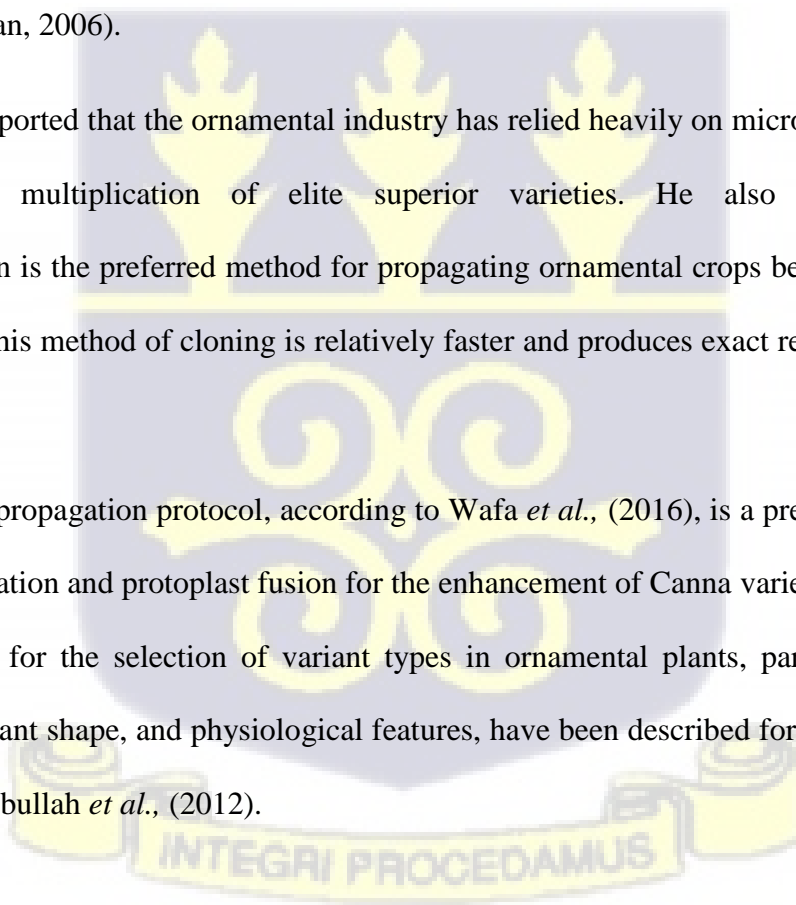 an, 2006).
ported that the ornamental industry has relied heavily on micro
multiplication of elite superior varieties. He also
n is the preferred method for propagating ornamental crops be
his method of cloning is relatively faster and produces exact re
propagation protocol, according to Wafa et al., (2016), is a pre
ation and protoplast fusion for the enhancement of Canna varie
for the selection of variant types in ornamental plants, par
ant shape, and physiological features, have been described for
bullah et al., (2012).
INTEGRI PROCEDAMUS